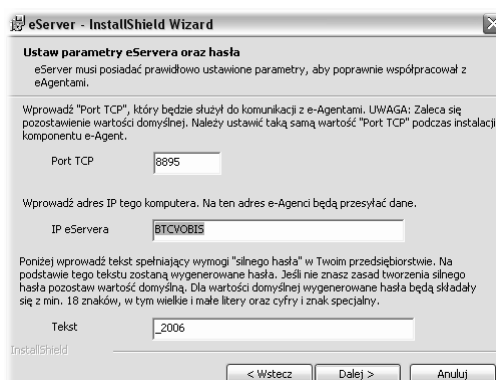 eServer - InstallShield Wizard
Ustaw parametry eServera oraz hasła
eServer musi posiadać prawidłowo ustawione parametry, aby poprawnie współpracował z
eAgentami.
Wprowadź "Port TCP", który będzie służył do komunikacji z e-Agentami. UWAGA: Zaleca się
pozostawienie wartości domyślnej. Należy ustawić taką samą wartość "Port TCP" podczas instalacji
komponentu e-Agent.
Port TCP 8895
Wprowadź adres IP tego komputera. Na ten adres e-Agenci będą przesyłać dane.
IP eServera BTCVOBIS
Poniżej wprowadź tekst spełniający wymogi "silnego hasła" w Twoim przedsiębiorstwie. Na
podstawie tego tekstu zostaną wygenerowane hasła. Jeśli nie znasz zasad tworzenia silnego
hasła pozostaw wartość domyślną. Dla wartości domyślnej wygenerowane hasła będą składały
się z min. 18 znaków, w tym wielkie i małe litery oraz cyfry i znak specjalny.
Tekst _2006
InstallShield
< Wstecz Dalej > Anuluj